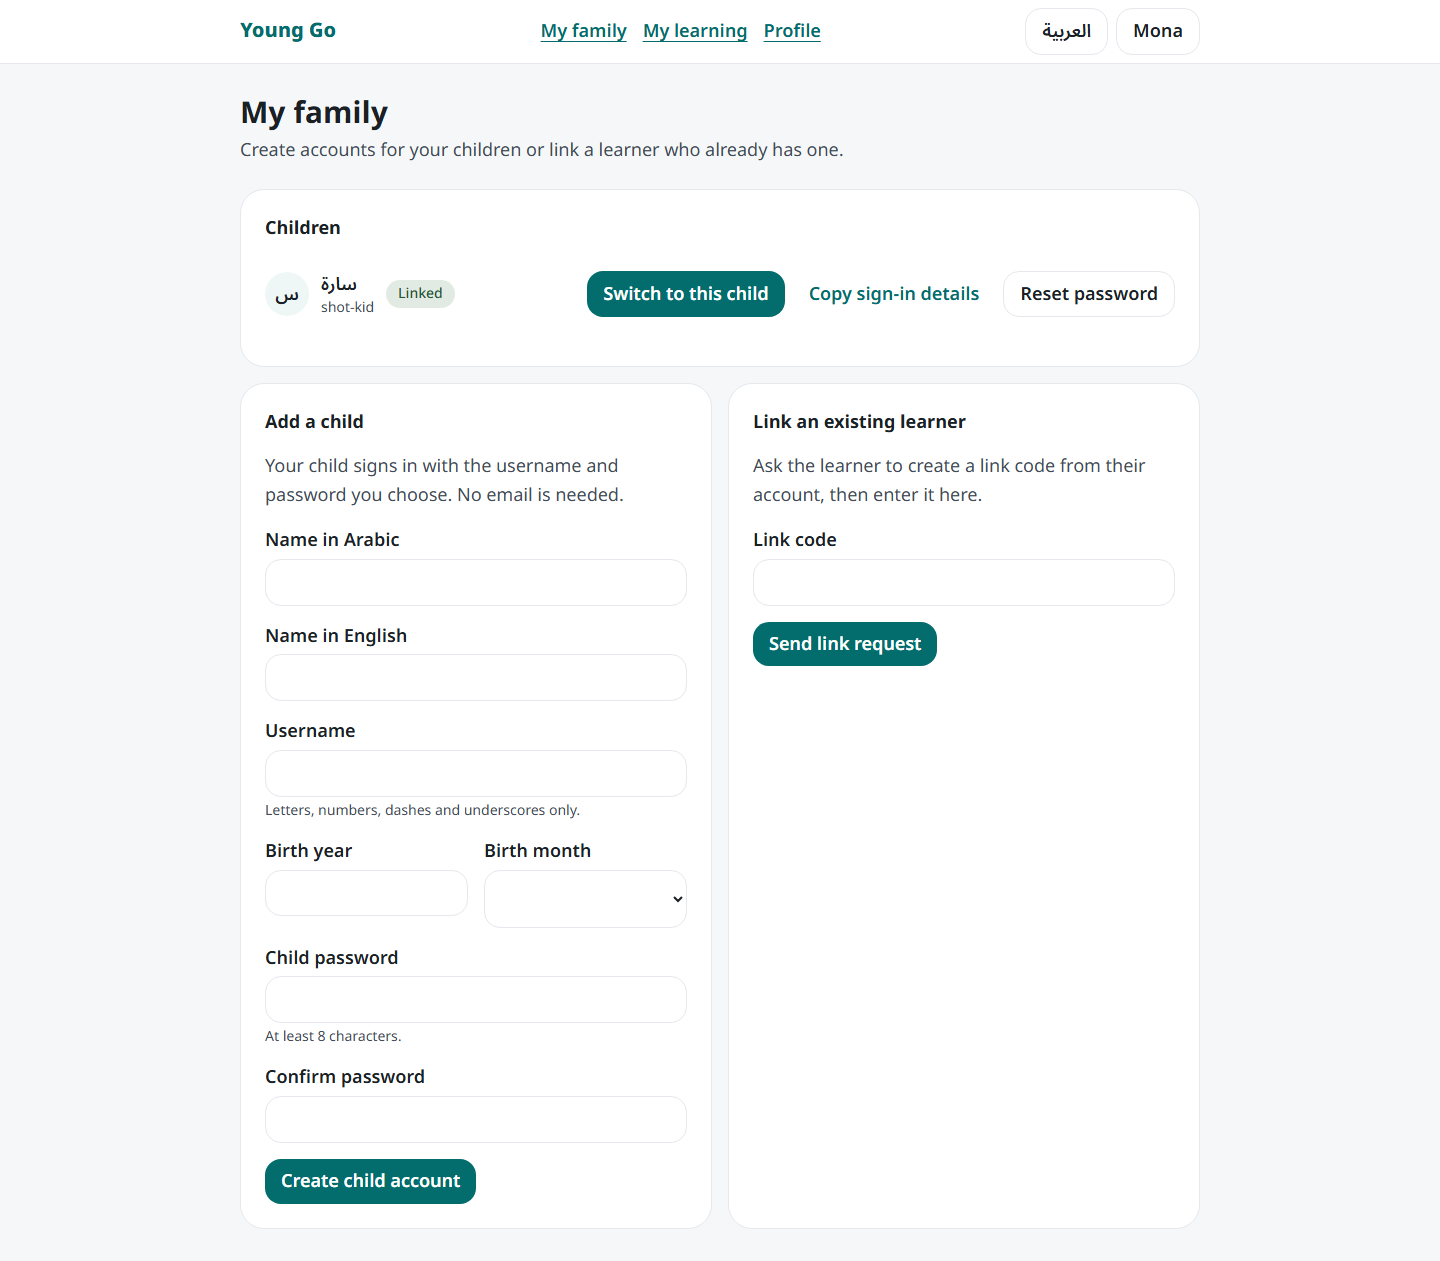 Young Go
My family
My learning
Profile
العربية
Mona
My family
Create accounts for your children or link a learner who already has one.
Children
س
سارة
shot-kid
Linked
Switch to this child
Copy sign-in details
Reset password
Add a child
Your child signs in with the username and
password you choose. No email is needed.
Name in Arabic
Name in English
Username
Letters, numbers, dashes and underscores only.
Birth year
Birth month
Child password
At least 8 characters.
Confirm password
Create child account
Link an existing learner
Ask the learner to create a link code from their
account, then enter it here.
Link code
Send link request